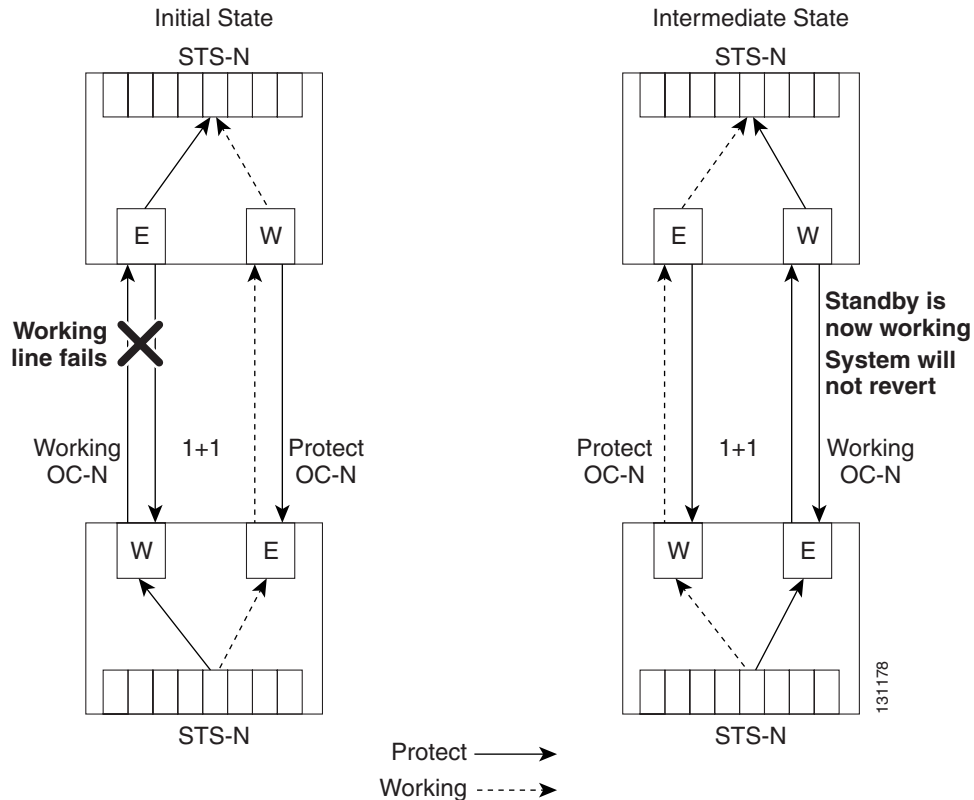 Initial State
STS-N
E
W
Working
line fails
Working
OC-N
1+1
Protect
OC-N
W
E
STS-N
Intermediate State
STS-N
E
W
Standby is
now working
System will
not revert
Protect
OC-N
1+1
Working
OC-N
W
E
STS-N
131178
Protect
Working